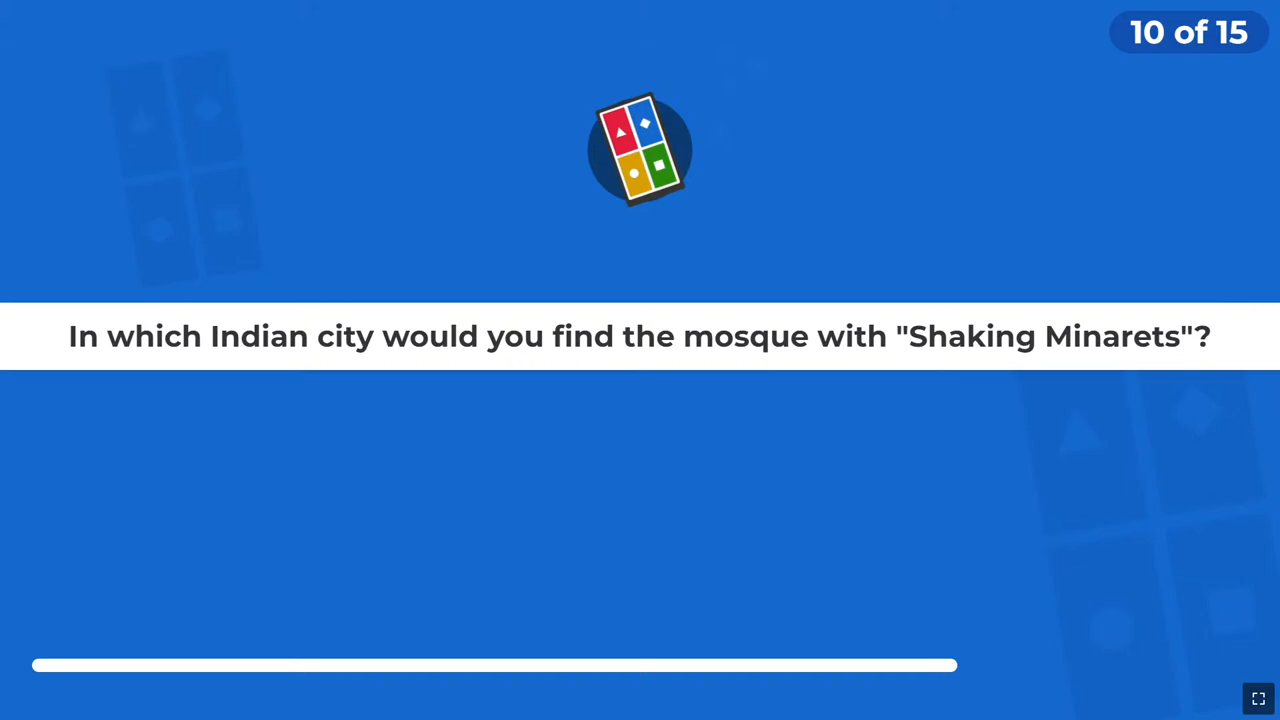 10 of 15
In which Indian city would you find the mosque with "Shaking Minarets"?